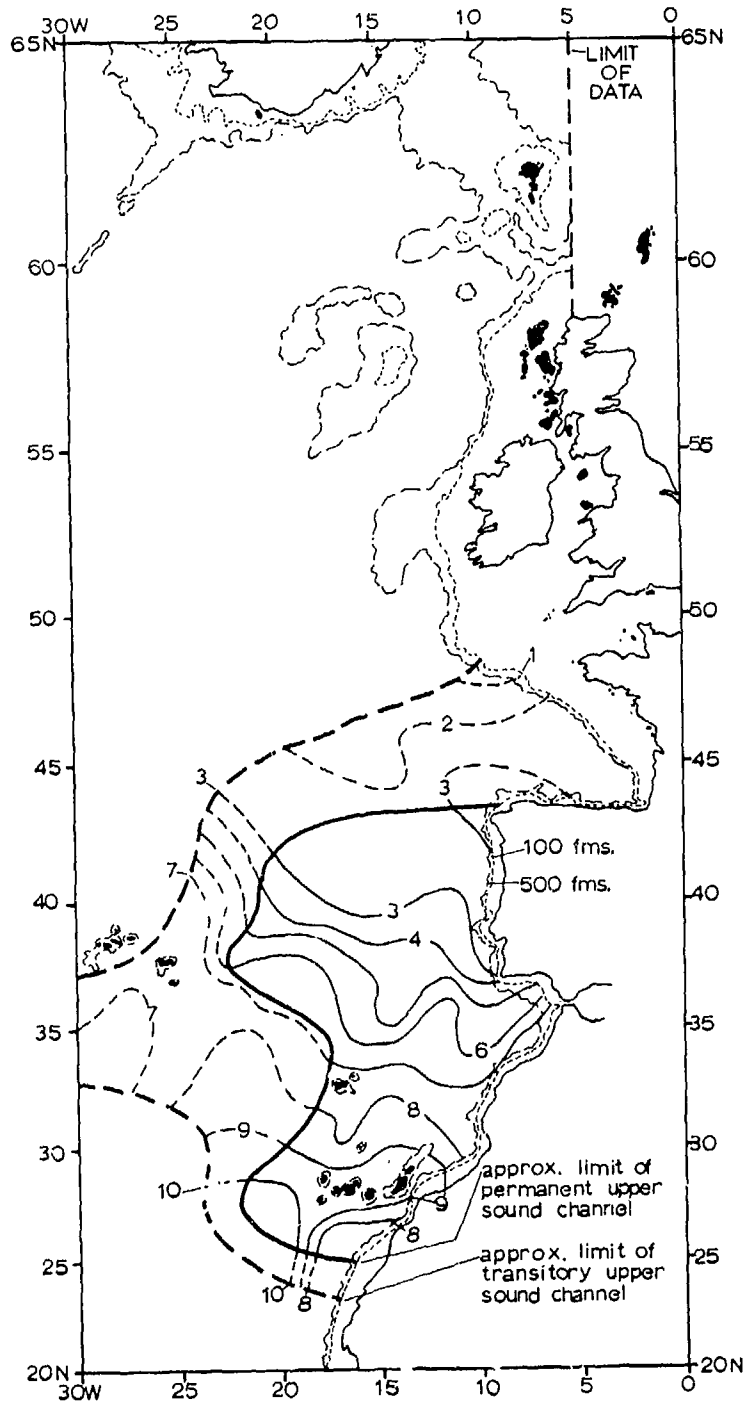 30W 25 20 15 10 5 0
65N 65N
LIMIT
OF
DATA
60 60
55 55
50 50
1
2
45 45
3 3
100 fms.
7
500 fms.
40 40
3
4
7
35 35
6
8
30 30
9
approx. limit of
permanent upper
sound channel
10
9
8
25 25
approx. limit of
transitory upper
sound channel
10 8
20N 20N
30W 25 20 15 10 5 0